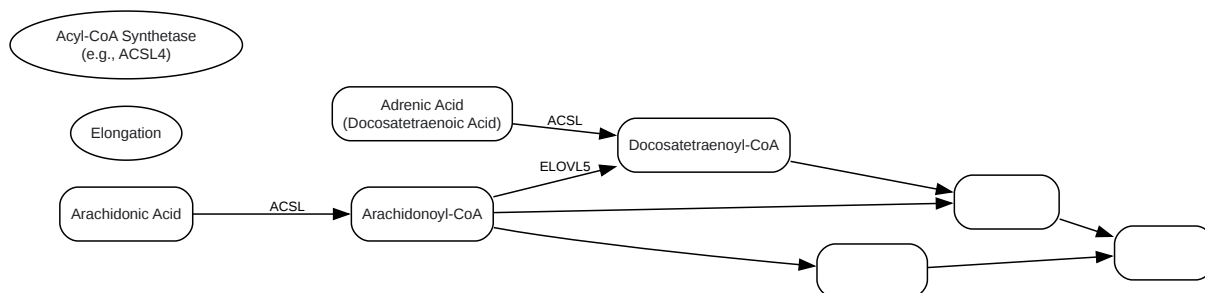 Acyl-CoA Synthetase
(e.g., ACSL4)
Elongation
Adrenic Acid
(Docosatetraenoic Acid)
ACSL
Docosatetraenoyl-CoA
ELOVL5
Arachidonic Acid
ACSL
Arachidonoyl-CoA